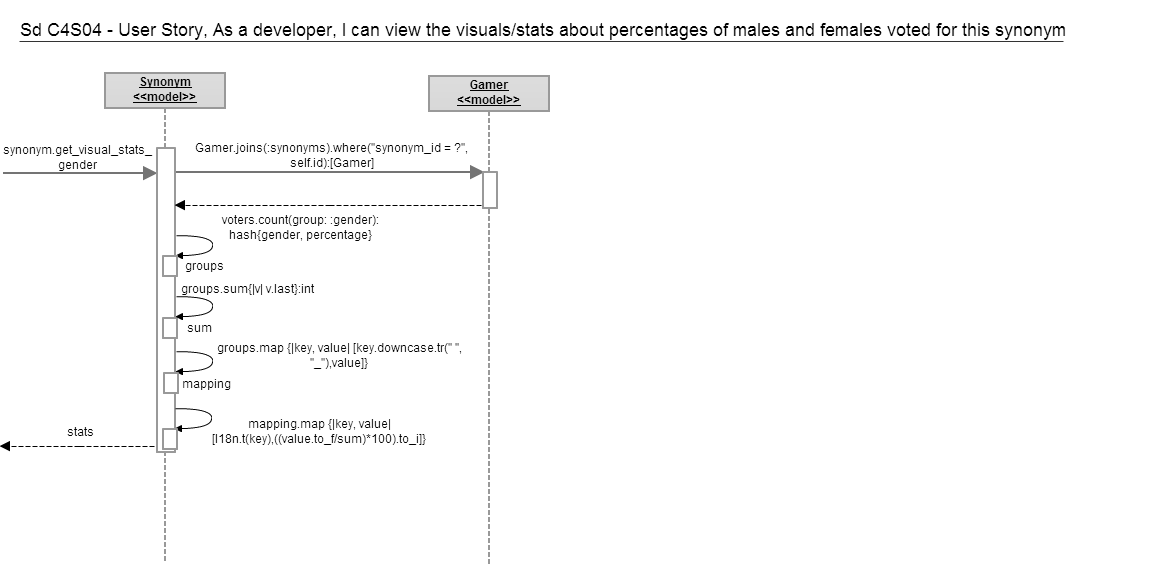 Sd C4S04 - User Story, As a developer, I can view the visuals/stats about percentages of males and females voted for this synonym
Synonym
<<model>>
Gamer
<<model>>
synonym.get_visual_stats_
gender
Gamer.joins(:synonyms).where("synonym_id = ?",
self.id):[Gamer]
voters.count(group: :gender):
hash{gender, percentage}
groups
groups.sum{|v| v.last}:int
sum
groups.map {|key, value| [key.downcase.tr(" ",
"_"),value]}
mapping
mapping.map {|key, value|
[I18n.t(key),((value.to_f/sum)*100).to_i]}
stats